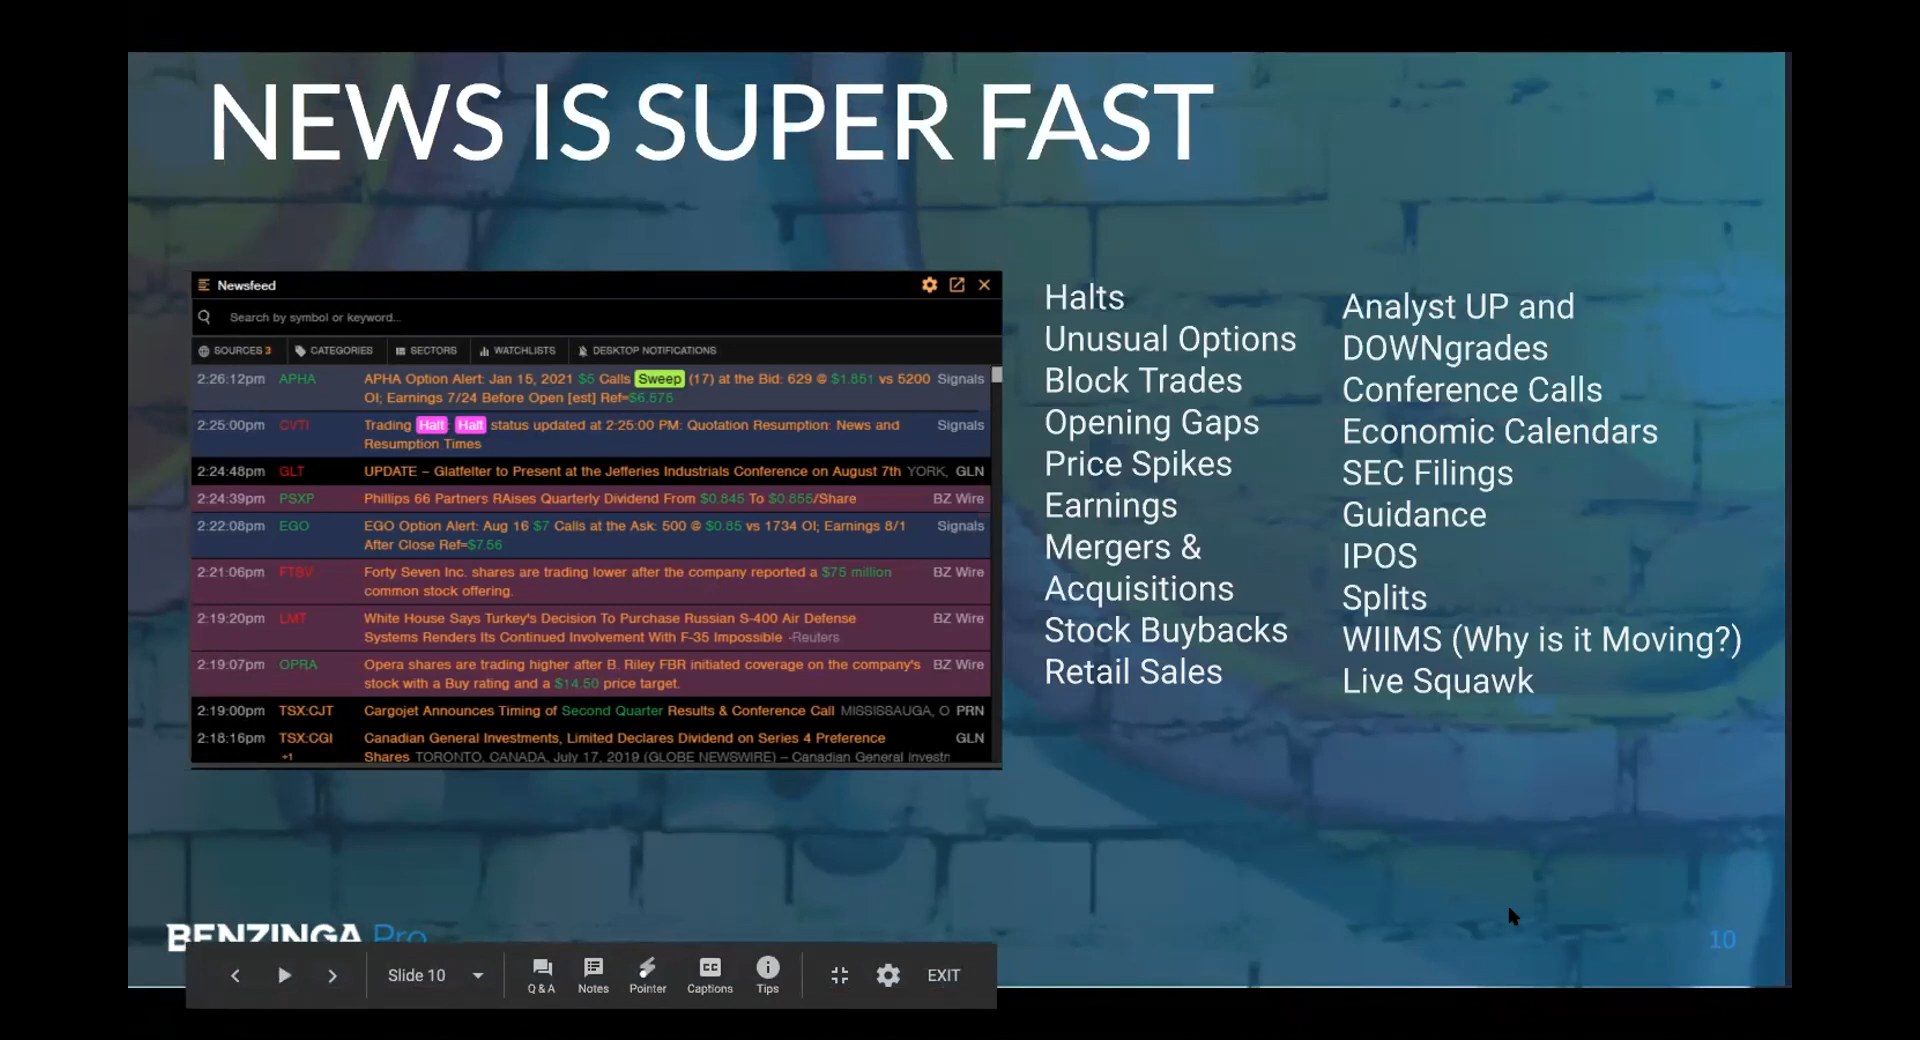 NEWS IS SUPER FAST
Newsfeed
Search by symbol or keyword...
SOURCES 3 CATEGORIES SECTORS WATCHLISTS DESKTOP NOTIFICATIONS
2:26:12pm APHA APHA Option Alert: Jan 15, 2021 $5 Calls Sweep (17) at the Bid: 629 @ $1.851 vs 5200 Signals
OI; Earnings 7/24 Before Open [est] Ref=$6.575
2:25:00pm CVTI Trading Halt: Halt status updated at 2:25:00 PM: Quotation Resumption: News and Signals
Resumption Times
2:24:48pm GLT UPDATE – Glatfelter to Present at the Jefferies Industrials Conference on August 7th YORK, GLN
2:24:39pm PSXP Phillips 66 Partners RAises Quarterly Dividend From $0.845 To $0.855/Share BZ Wire
2:22:08pm EGO EGO Option Alert: Aug 16 $7 Calls at the Ask: 500 @ $0.85 vs 1734 OI; Earnings 8/1 Signals
After Close Ref=$7.56
2:21:06pm FTSV Forty Seven Inc. shares are trading lower after the company reported a $75 million BZ Wire
common stock offering.
2:19:20pm LMT White House Says Turkey's Decision To Purchase Russian S-400 Air Defense BZ Wire
Systems Renders Its Continued Involvement With F-35 Impossible -Reuters
2:19:07pm OPRA Opera shares are trading higher after B. Riley FBR initiated coverage on the company's BZ Wire
stock with a Buy rating and a $14.50 price target.
2:19:00pm TSX:CJT Cargojet Announces Timing of Second Quarter Results & Conference Call MISSISSAUGA, O PRN
2:18:16pm TSX:CGI Canadian General Investments, Limited Declares Dividend on Series 4 Preference GLN
+1 Shares TORONTO, CANADA, July 17, 2019 (GLOBE NEWSWIRE) – Canadian General Investm
Halts
Unusual Options
Block Trades
Opening Gaps
Price Spikes
Earnings
Mergers &
Acquisitions
Stock Buybacks
Retail Sales
Analyst UP and
DOWNgrades
Conference Calls
Economic Calendars
SEC Filings
Guidance
IPOS
Splits
WIIMS (Why is it Moving?)
Live Squawk
BENZINGA Pro
10
Slide 10
Q & A Notes Pointer Captions Tips
EXIT